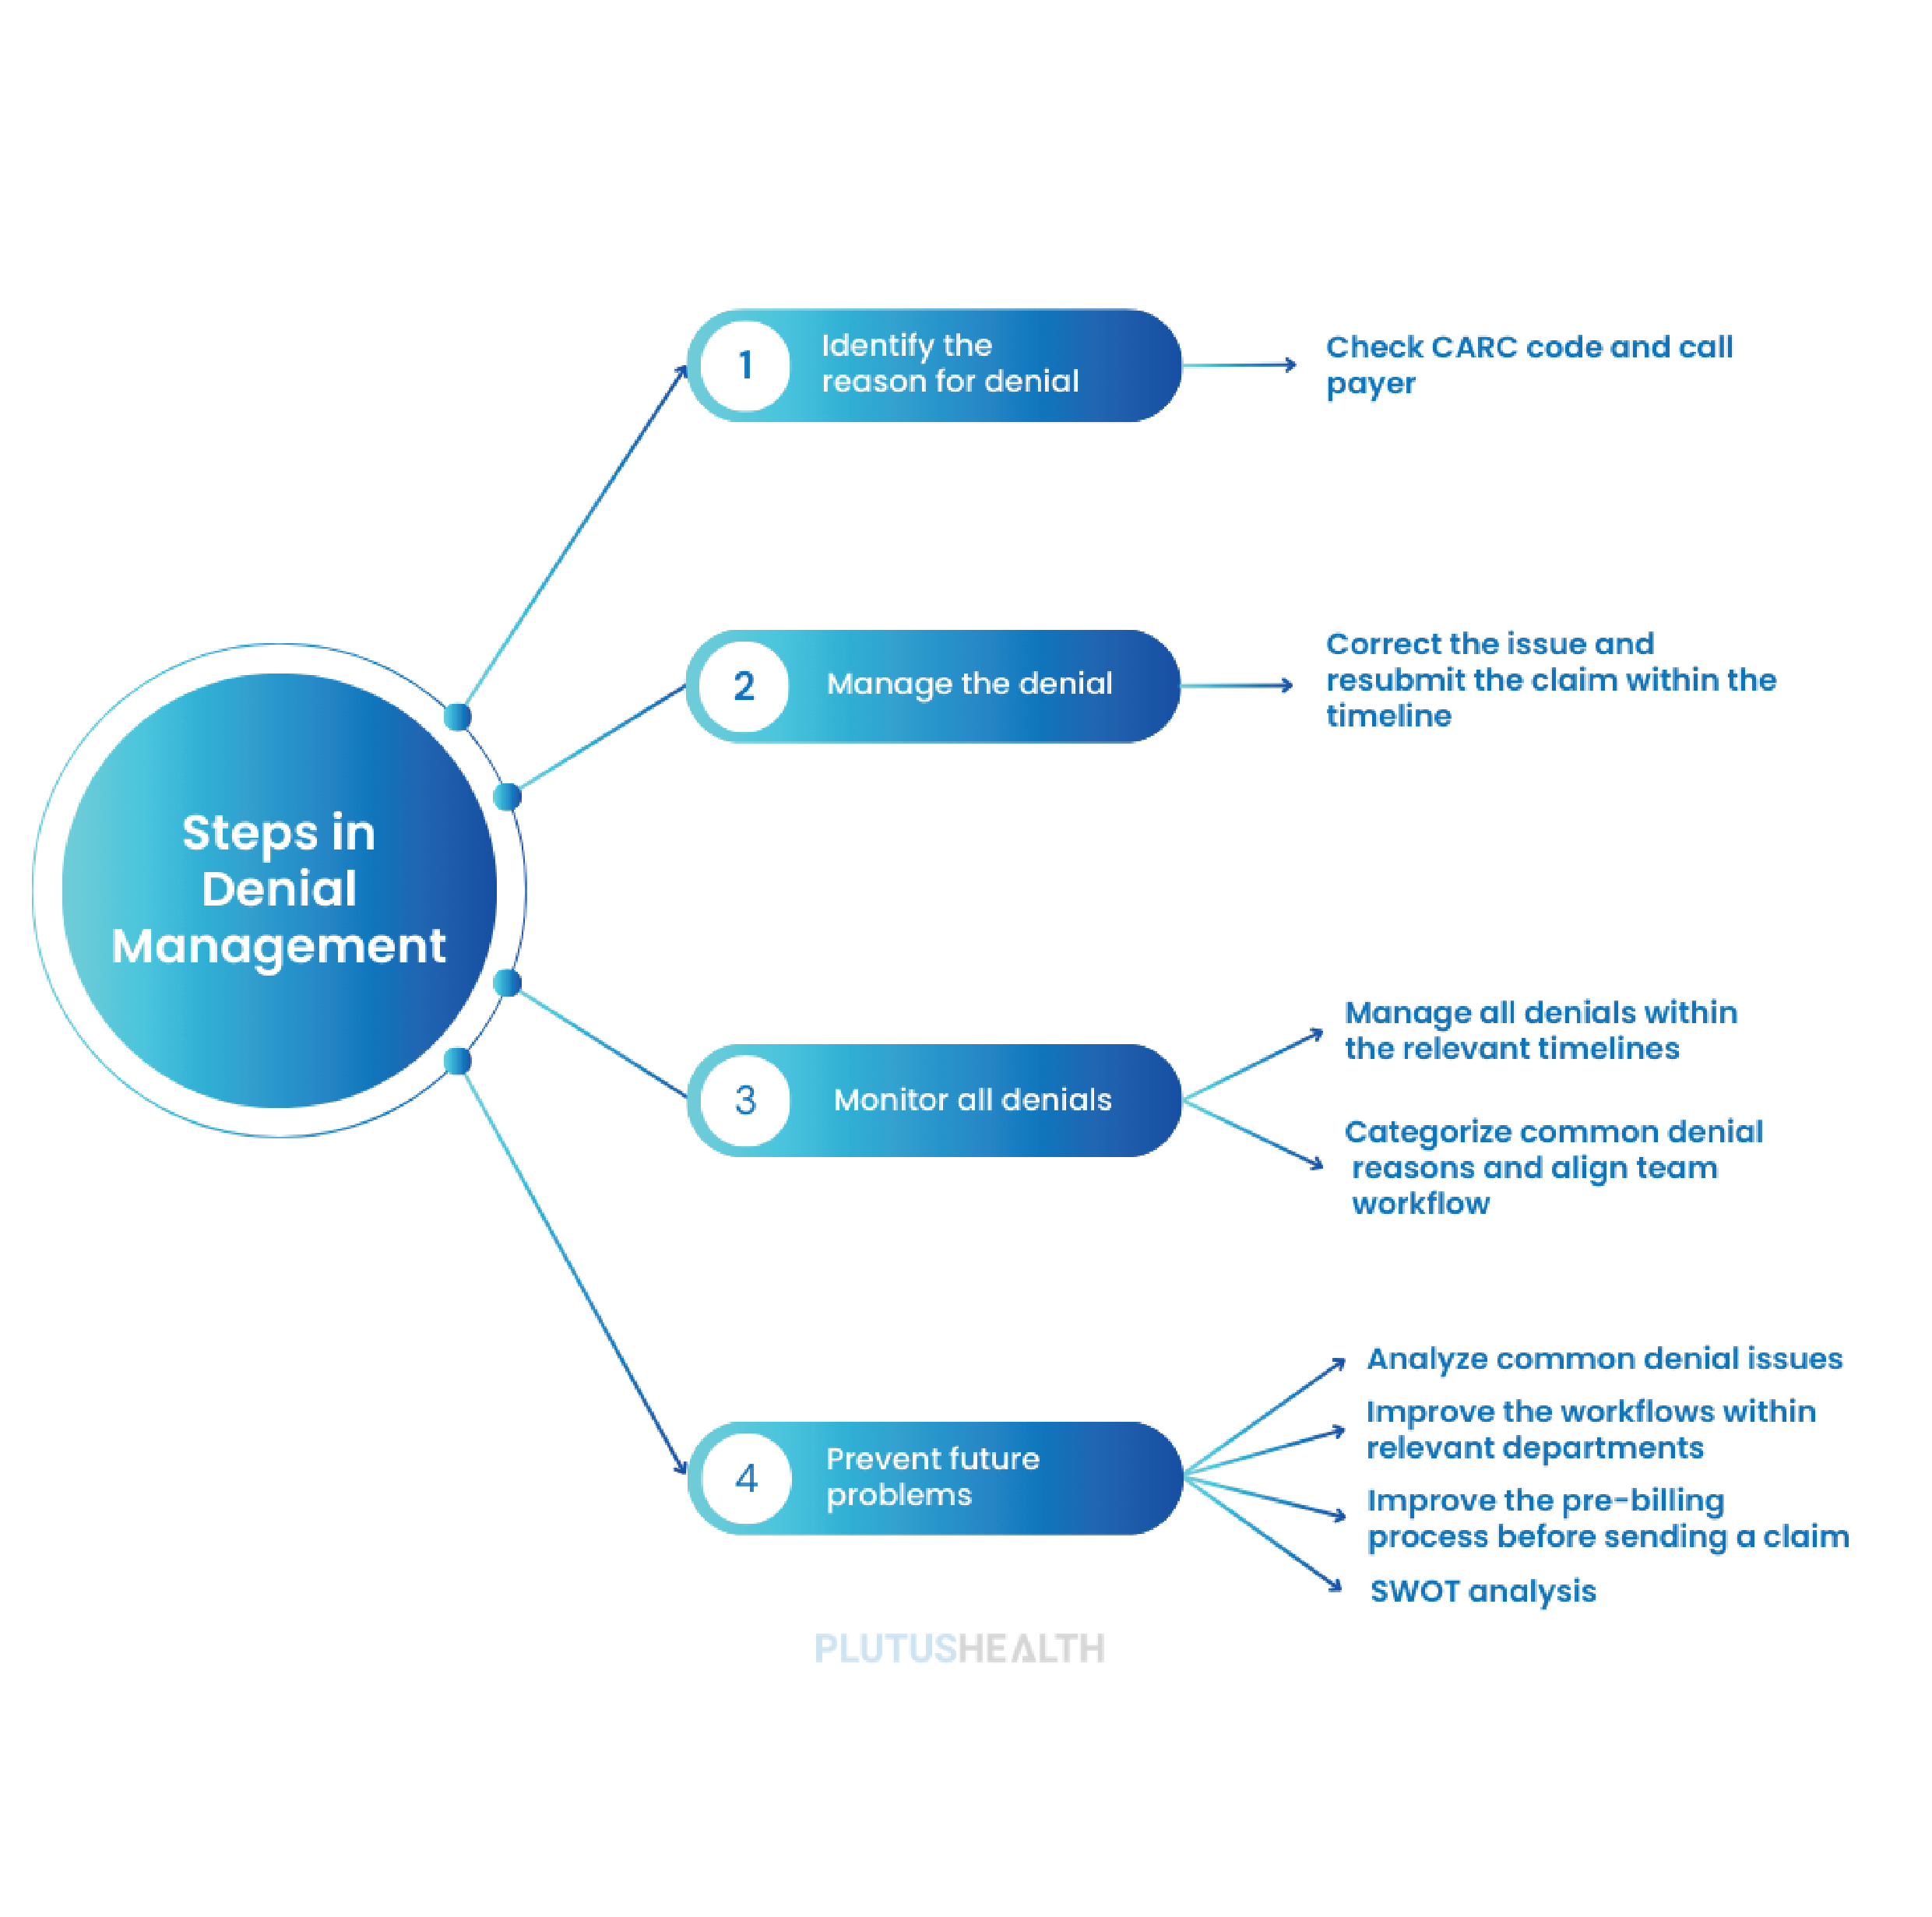 Steps in
Denial
Management
1
Identify the
reason for denial
Check CARC code and call
payer
2
Manage the denial
Correct the issue and
resubmit the claim within the
timeline
3
Monitor all denials
Manage all denials within
the relevant timelines
Categorize common denial
reasons and align team
workflow
4
Prevent future
problems
Analyze common denial issues
Improve the workflows within
relevant departments
Improve the pre-billing
process before sending a claim
SWOT analysis
PLUTUSHEALTH